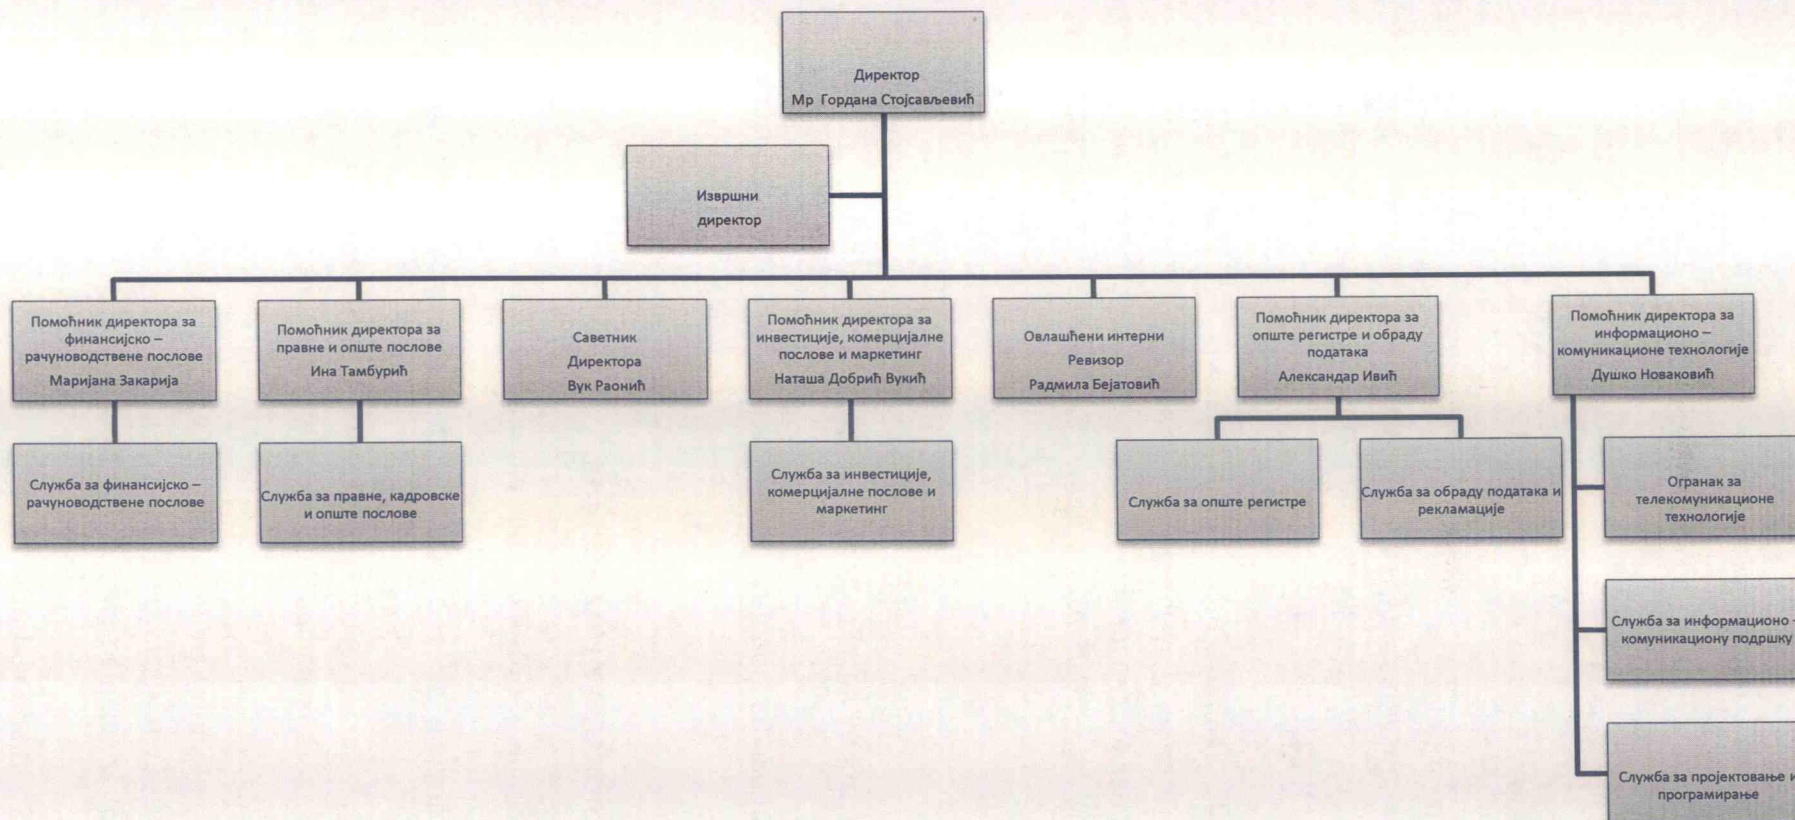 Директор
Мр Гордана Стојсављевић
Извршни
директор
Помоћник директора за
финансијско –
рачуноводствене послове
Маријана Закарија
Помоћник директора за
правне и опште послове
Ина Тамбурић
Саветник
Директора
Вук Раонић
Помоћник директора за
инвестиције, комерцијалне
послове и маркетинг
Наташа Добрић Вукић
Овлашћени интерни
Ревизор
Радмила Бејатовић
Помоћник директора за
опште регистре и обраду
података
Александар Ивић
Помоћник директора за
информационо –
комуникационе технологије
Душко Новаковић
Служба за финансијско –
рачуноводствене послове
Служба за правне, кадровске
и опште послове
Служба за инвестиције,
комерцијалне послове и
маркетинг
Служба за опште регистре
Служба за обраду података и
рекламације
Огранак за
телекомуникационе
технологије
Служба за информационо –
комуникациону подршку
Служба за пројектовање и
програмирање